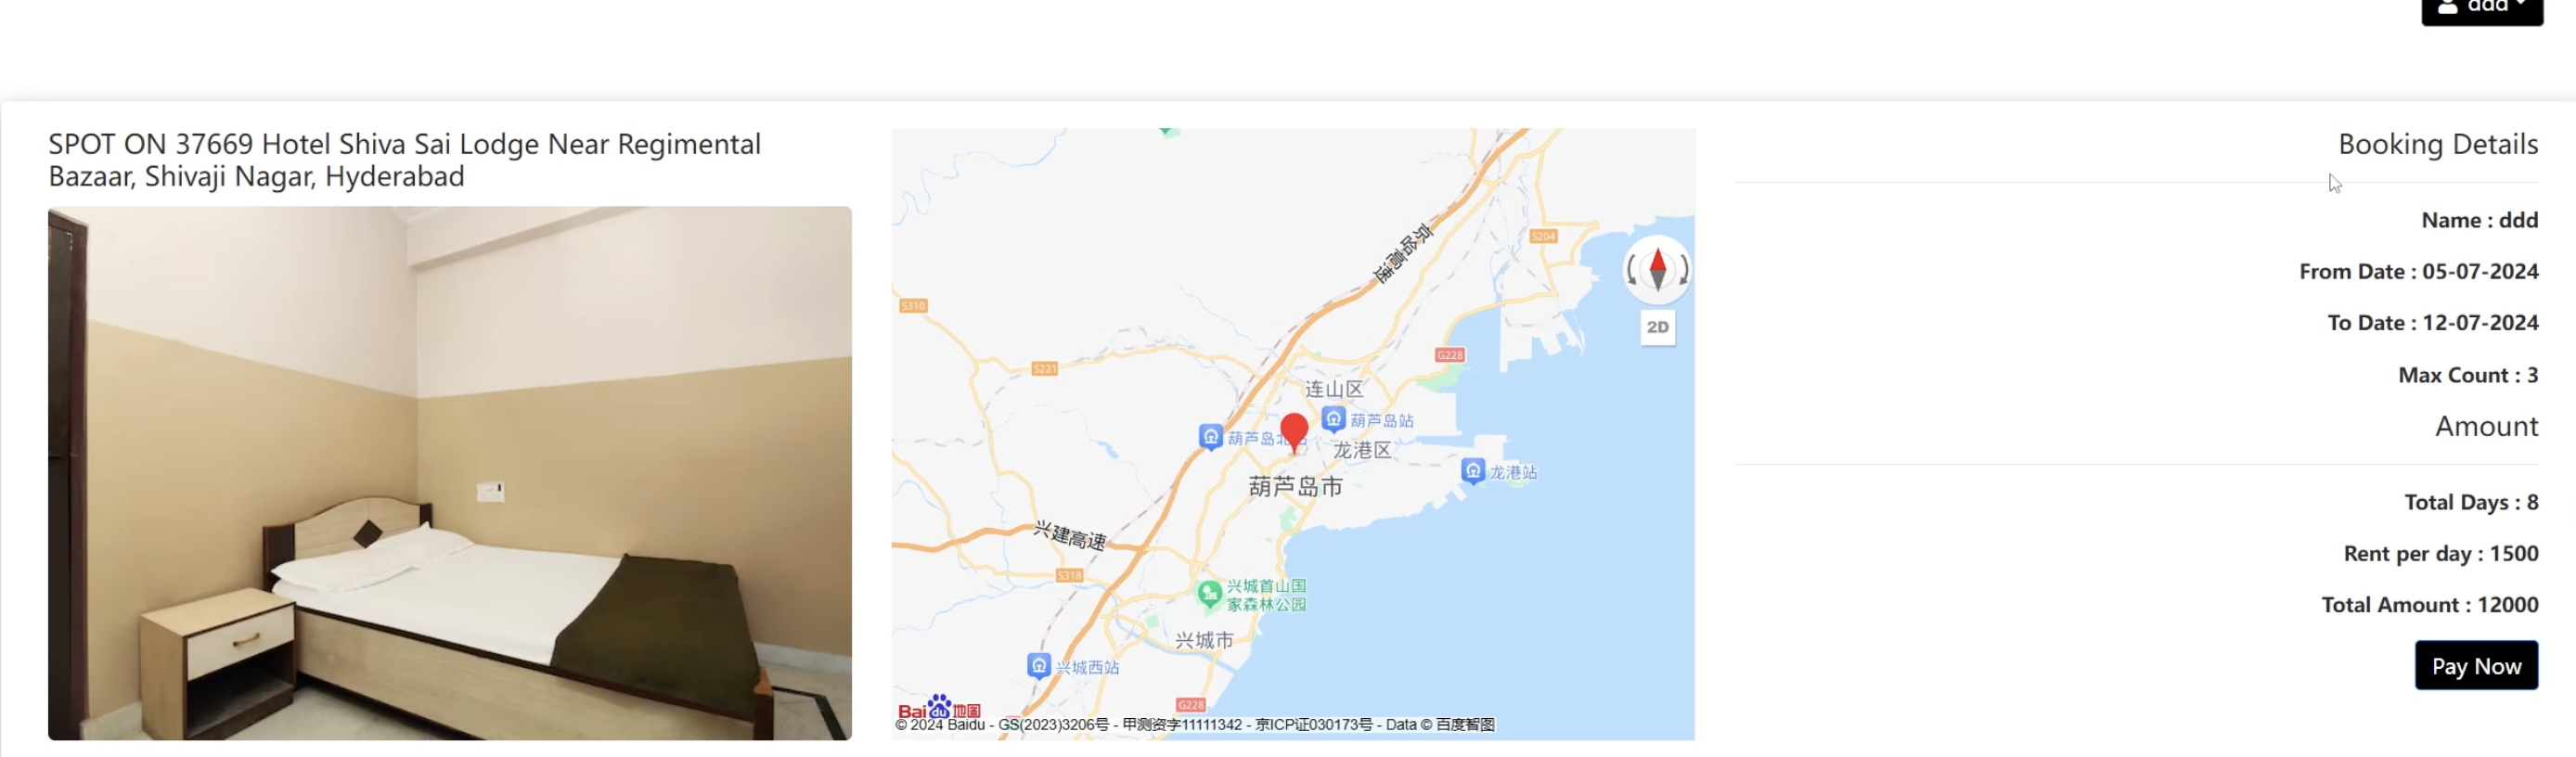 ddd
SPOT ON 37669 Hotel Shiva Sai Lodge Near Regimental
Bazaar, Shivaji Nagar, Hyderabad
京哈高速
S204
S310
2D
G228
S221
连山区
葫芦岛站
葫芦岛北
龙港区
龙港站
葫芦岛市
兴建高速
S318
兴城首山国
家森林公园
兴城市
兴城西站
G228
Bai du 地图
© 2024 Baidu - GS(2023)3206号 - 甲测资字11111342 - 京ICP证030173号 - Data © 百度智图
Booking Details
Name : ddd
From Date : 05-07-2024
To Date : 12-07-2024
Max Count : 3
Amount
Total Days : 8
Rent per day : 1500
Total Amount : 12000
Pay Now